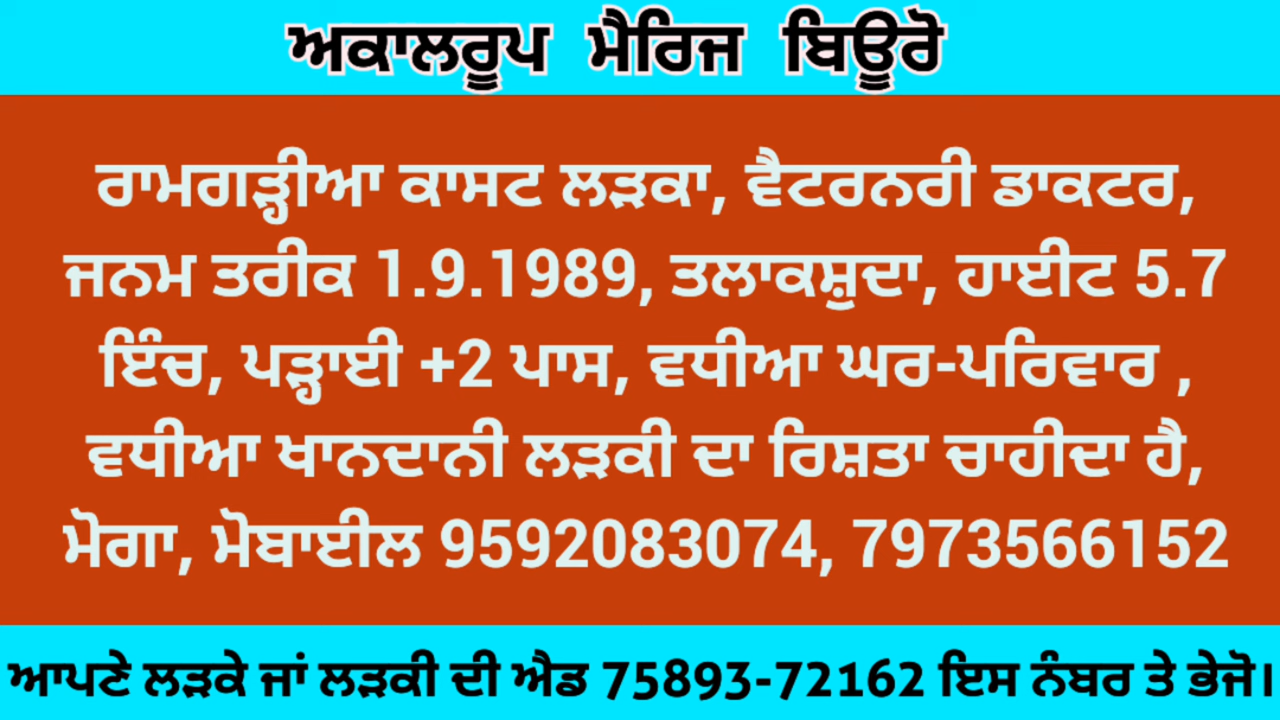 ਅਕਾਲਰੂਪ ਮੈਰਿਜ ਬਿਊਰੋ
ਰਾਮਗੜ੍ਹੀਆ ਕਾਸਟ ਲੜਕਾ, ਵੈਟਰਨਰੀ ਡਾਕਟਰ,
ਜਨਮ ਤਰੀਕ 1.9.1989, ਤਲਾਕਸ਼ੁਦਾ, ਹਾਈਟ 5.7
ਇੰਚ, ਪੜ੍ਹਾਈ +2 ਪਾਸ, ਵਧੀਆ ਘਰ-ਪਰਿਵਾਰ ,
ਵਧੀਆ ਖਾਨਦਾਨੀ ਲੜਕੀ ਦਾ ਰਿਸ਼ਤਾ ਚਾਹੀਦਾ ਹੈ,
ਮੋਗਾ, ਮੋਬਾਈਲ 9592083074, 7973566152
ਆਪਣੇ ਲੜਕੇ ਜਾਂ ਲੜਕੀ ਦੀ ਐਡ 75893-72162 ਇਸ ਨੰਬਰ ਤੇ ਭੇਜੋ।